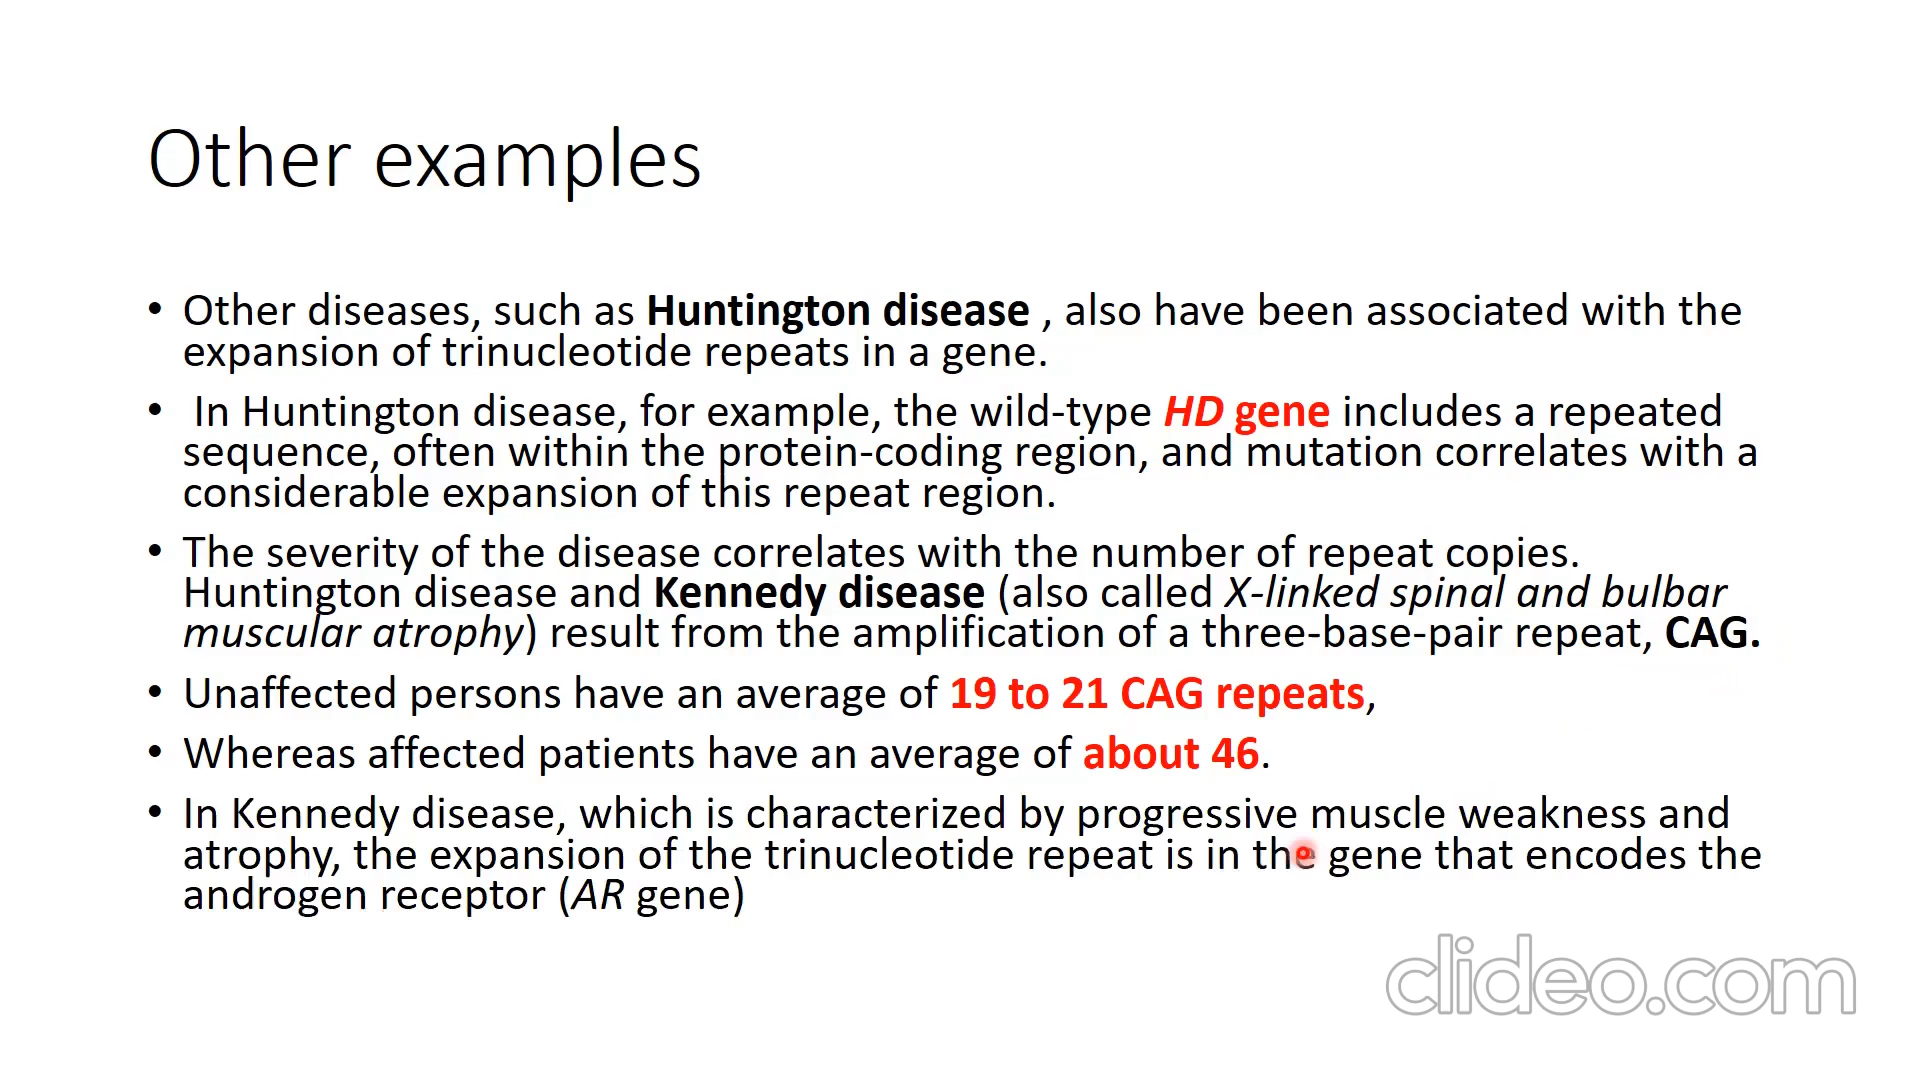 Other examples
• Other diseases, such as Huntington disease , also have been associated with the
expansion of trinucleotide repeats in a gene.
• In Huntington disease, for example, the wild-type HD gene includes a repeated
sequence, often within the protein-coding region, and mutation correlates with a
considerable expansion of this repeat region.
• The severity of the disease correlates with the number of repeat copies.
Huntington disease and Kennedy disease (also called X-linked spinal and bulbar
muscular atrophy) result from the amplification of a three-base-pair repeat, CAG.
• Unaffected persons have an average of 19 to 21 CAG repeats,
• Whereas affected patients have an average of about 46.
• In Kennedy disease, which is characterized by progressive muscle weakness and
atrophy, the expansion of the trinucleotide repeat is in the gene that encodes the
androgen receptor (AR gene)
clideo.com